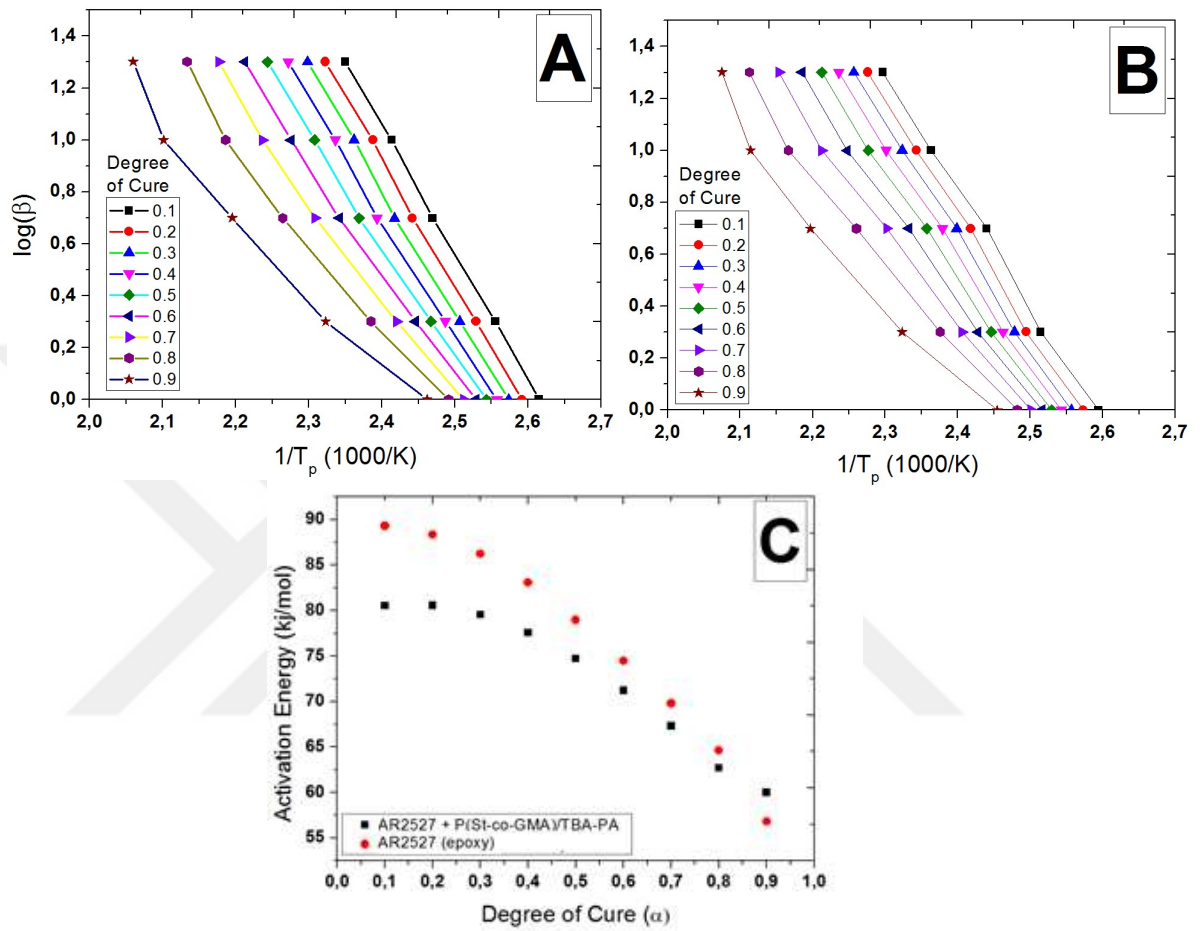 A
log(β)
1,4
1,2
1,0
0,8
0,6
0,4
0,2
0,0
Degree
of Cure
0.1
0.2
0.3
0.4
0.5
0.6
0.7
0.8
0.9
2,0 2,1 2,2 2,3 2,4 2,5 2,6 2,7
1/Tp (1000/K)
B
1,4
1,2
1,0
0,8
0,6
0,4
0,2
0,0
Degree
of Cure
0.1
0.2
0.3
0.4
0.5
0.6
0.7
0.8
0.9
2,0 2,1 2,2 2,3 2,4 2,5 2,6 2,7
1/Tp (1000/K)
C
Activation Energy (kj/mol)
90
85
80
75
70
65
60
55
AR2527 + P(St-co-GMA)/TBA-PA
AR2527 (epoxy)
0,0 0,1 0,2 0,3 0,4 0,5 0,6 0,7 0,8 0,9 1,0
Degree of Cure (α)